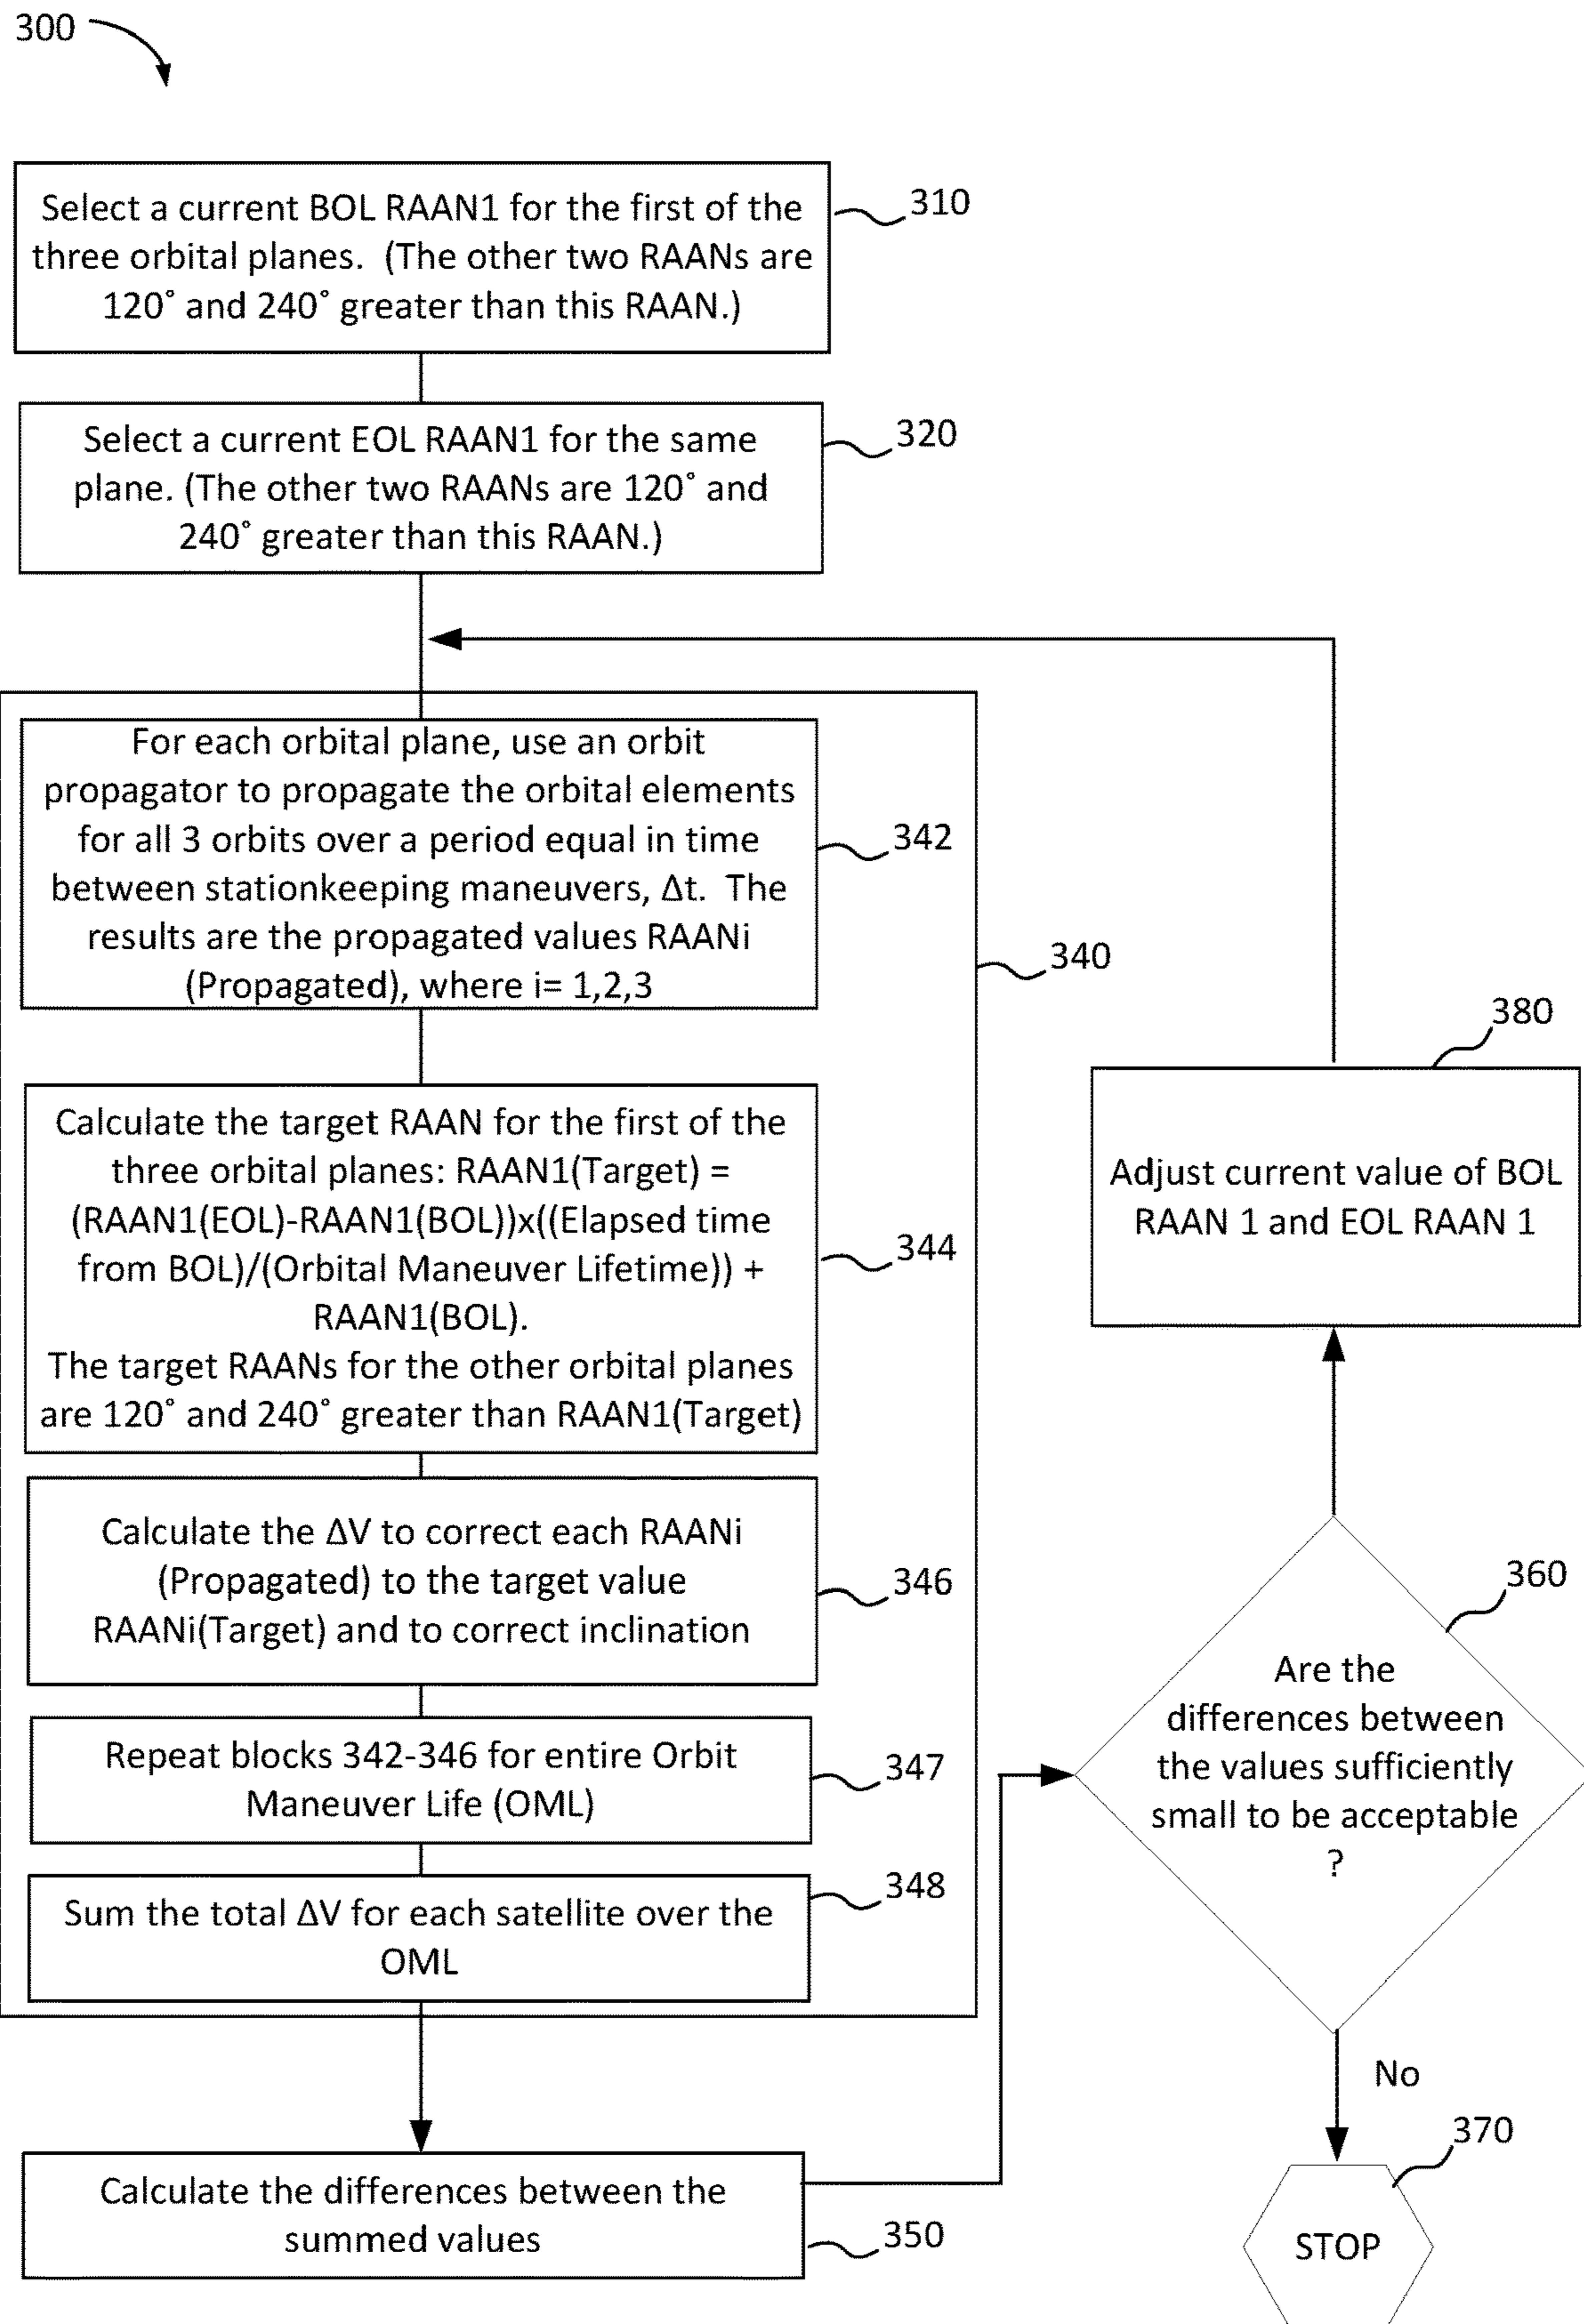 300
Select a current BOL RAAN1 for the first of the
three orbital planes. (The other two RAANs are
120° and 240° greater than this RAAN.)
310
Select a current EOL RAAN1 for the same
plane. (The other two RAANs are 120° and
240° greater than this RAAN.)
320
For each orbital plane, use an orbit
propagator to propagate the orbital elements
for all 3 orbits over a period equal in time
between stationkeeping maneuvers, Δt. The
results are the propagated values RAANi
(Propagated), where i= 1,2,3
342
340
Calculate the target RAAN for the first of the
three orbital planes: RAAN1(Target) =
(RAAN1(EOL)-RAAN1(BOL))x((Elapsed time
from BOL)/(Orbital Maneuver Lifetime)) +
RAAN1(BOL).
The target RAANs for the other orbital planes
are 120° and 240° greater than RAAN1(Target)
344
Calculate the ΔV to correct each RAANi
(Propagated) to the target value
RAANi(Target) and to correct inclination
346
Repeat blocks 342-346 for entire Orbit
Maneuver Life (OML)
347
Sum the total ΔV for each satellite over the
OML
348
Calculate the differences between the
summed values
350
380
Adjust current value of BOL
RAAN 1 and EOL RAAN 1
360
Are the
differences between
the values sufficiently
small to be acceptable
?
No
370
STOP